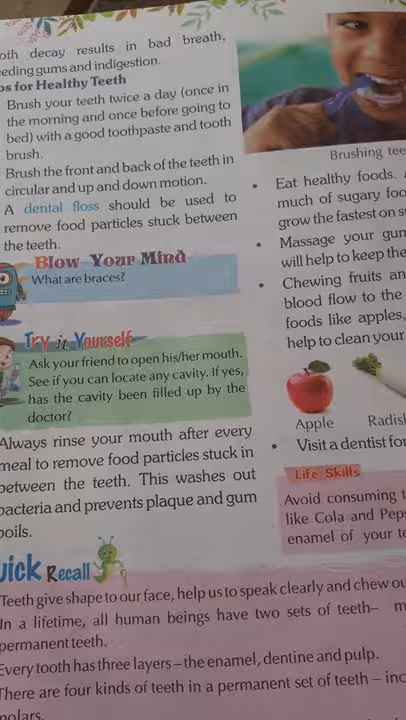 oth decay results in bad breath,
eeding gums and indigestion.
ps for Healthy Teeth
Brush your teeth twice a day (once in
the morning and once before going to
bed) with a good toothpaste and tooth
brush.
Brush the front and back of the teeth in
circular and up and down motion.
A dental floss should be used to
remove food particles stuck between
the teeth.
Blow Your Mind
What are braces?
Try it Yourself
Ask your friend to open his/her mouth.
See if you can locate any cavity. If yes,
has the cavity been filled up by the
doctor?
Always rinse your mouth after every
meal to remove food particles stuck in
between the teeth. This washes out
bacteria and prevents plaque and gum
boils.
Brushing tee
• Eat healthy foods.
much of sugary foo
grow the fastest on su
• Massage your gum
will help to keep the
• Chewing fruits an
blood flow to the
foods like apples,
help to clean your
Apple Radish
• Visit a dentist for
Life Skills
Avoid consuming t
like Cola and Peps
enamel of your te
uick Recall
Teeth give shape to our face, help us to speak clearly and chew ou
In a lifetime, all human beings have two sets of teeth– m
permanent teeth.
Every tooth has three layers – the enamel, dentine and pulp.
There are four kinds of teeth in a permanent set of teeth – inc
molars.